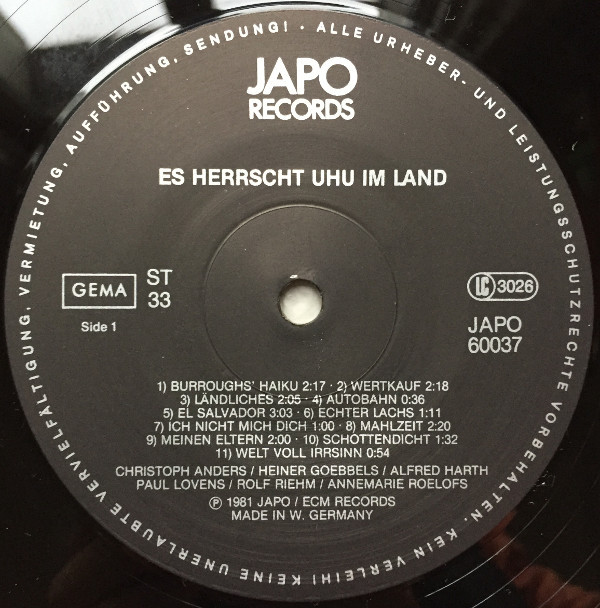 ALLE URHEBER- UND LEISTUNGSSCHUTZRECHTE VORBEHALTEN. KEIN VERLEIH! KEINE UNERLAUBTE VERVIELFÄLTIGUNG, VERMIETUNG, AUFFÜHRUNG, SENDUNG! ·
JAPO
RECORDS
ES HERRSCHT UHU IM LAND
GEMA
ST
33
Side 1
LC 3026
JAPO
60037
1) BURROUGHS' HAIKU 2:17 · 2) WERTKAUF 2:18
3) LÄNDLICHES 2:05 · 4) AUTOBAHN 0:36
5) EL SALVADOR 3:03 · 6) ECHTER LACHS 1:11
7) ICH NICHT MICH DICH 1:00 · 8) MAHLZEIT 2:20
9) MEINEN ELTERN 2:00 · 10) SCHOTTENDICHT 1:32
11) WELT VOLL IRRSINN 0:54
CHRISTOPH ANDERS / HEINER GOEBBELS / ALFRED HARTH
PAUL LOVENS / ROLF RIEHM / ANNEMARIE ROELOFS
℗ 1981 JAPO / ECM RECORDS
MADE IN W. GERMANY